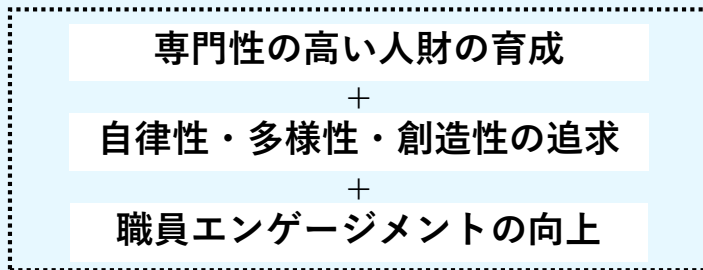 専門性の高い人財の育成
＋
自律性・多様性・創造性の追求
＋
職員エンゲージメントの向上